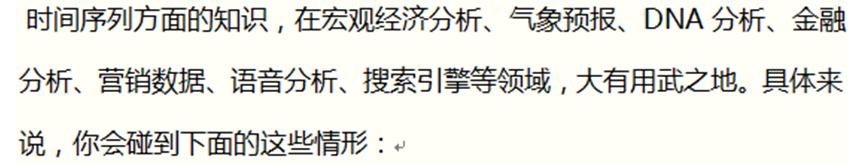 时间序列方面的知识，在宏观经济分析、气象预报、DNA 分析、金融
分析、营销数据、语音分析、搜索引擎等领域，大有用武之地。具体来
说，你会碰到下面的这些情形：